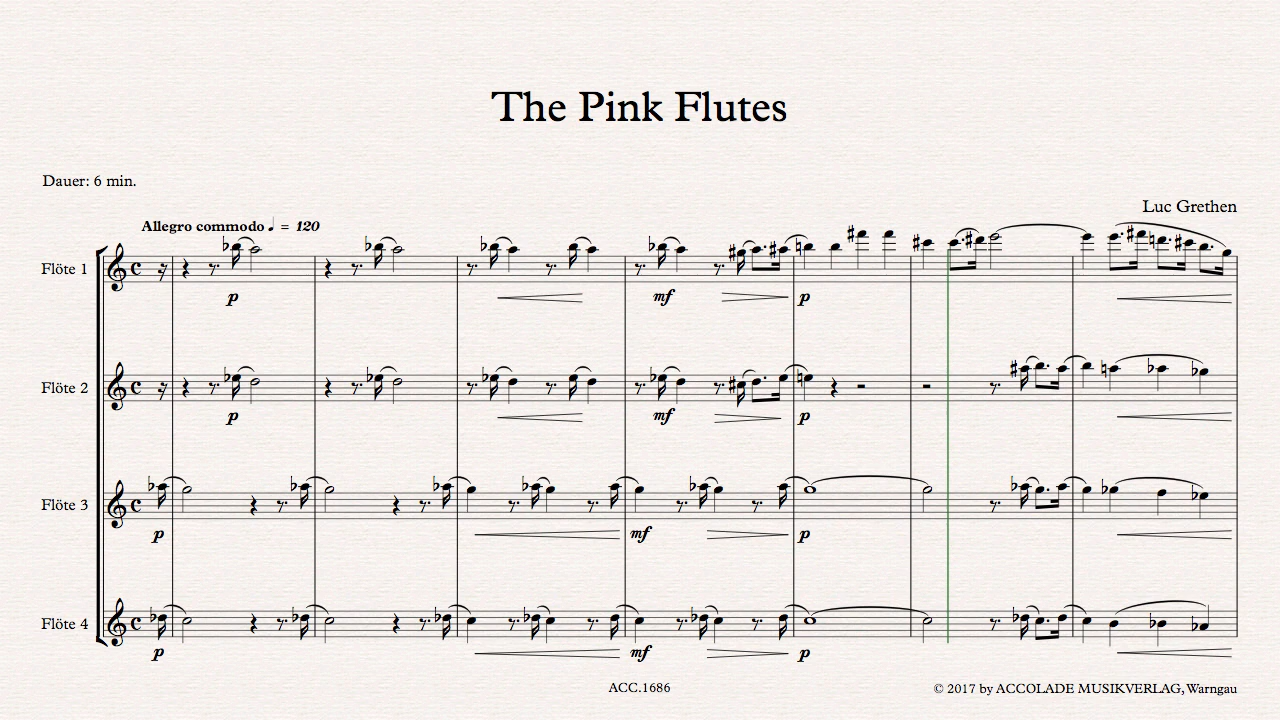 The Pink Flutes
Dauer: 6 min.
Luc Grethen
Allegro commodo ♩ = 120
Flöte 1
p
mf
p
Flöte 2
p
mf
p
Flöte 3
p
mf
p
Flöte 4
p
mf
p
ACC.1686
© 2017 by ACCOLADE MUSIKVERLAG, Warngau